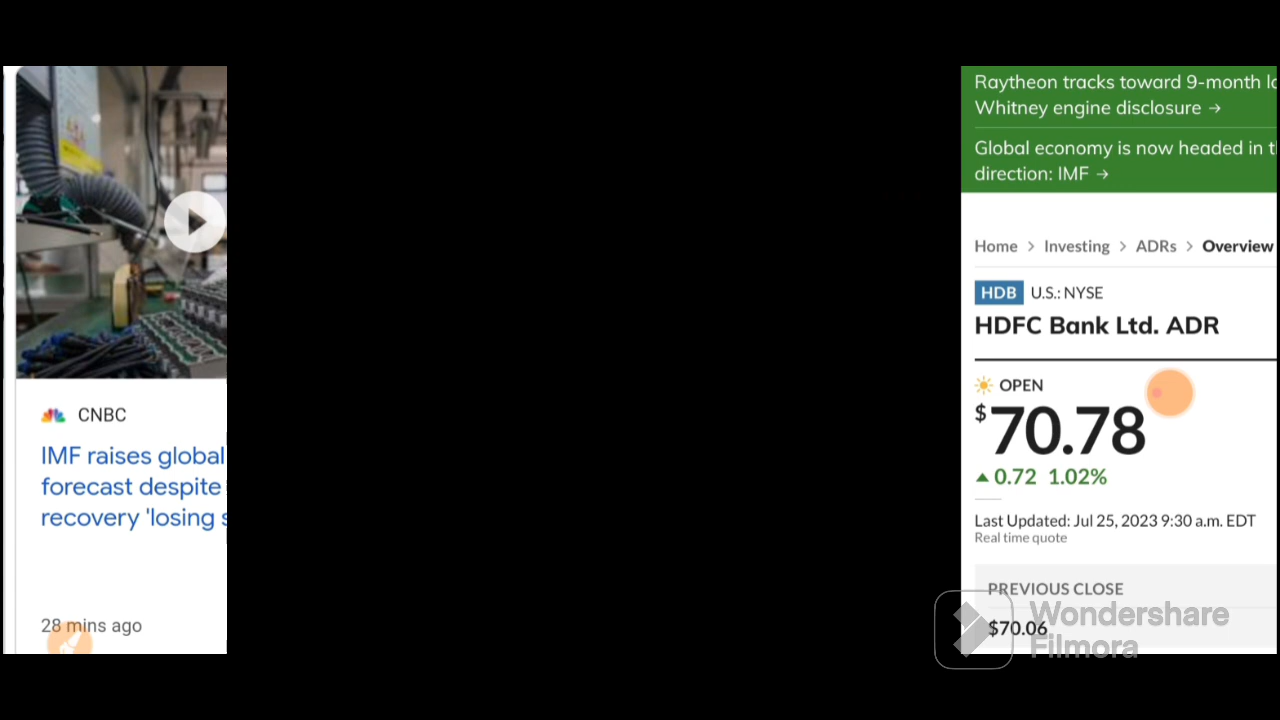 CNBC
IMF raises global
forecast despite
recovery 'losing s
28 mins ago
Raytheon tracks toward 9-month lo
Whitney engine disclosure →
Global economy is now headed in t
direction: IMF →
Home > Investing > ADRs > Overview
HDB U.S.: NYSE
HDFC Bank Ltd. ADR
OPEN
$70.78
▲ 0.72 1.02%
Last Updated: Jul 25, 2023 9:30 a.m. EDT
Real time quote
PREVIOUS CLOSE
$70.06
Wondershare
Filmora